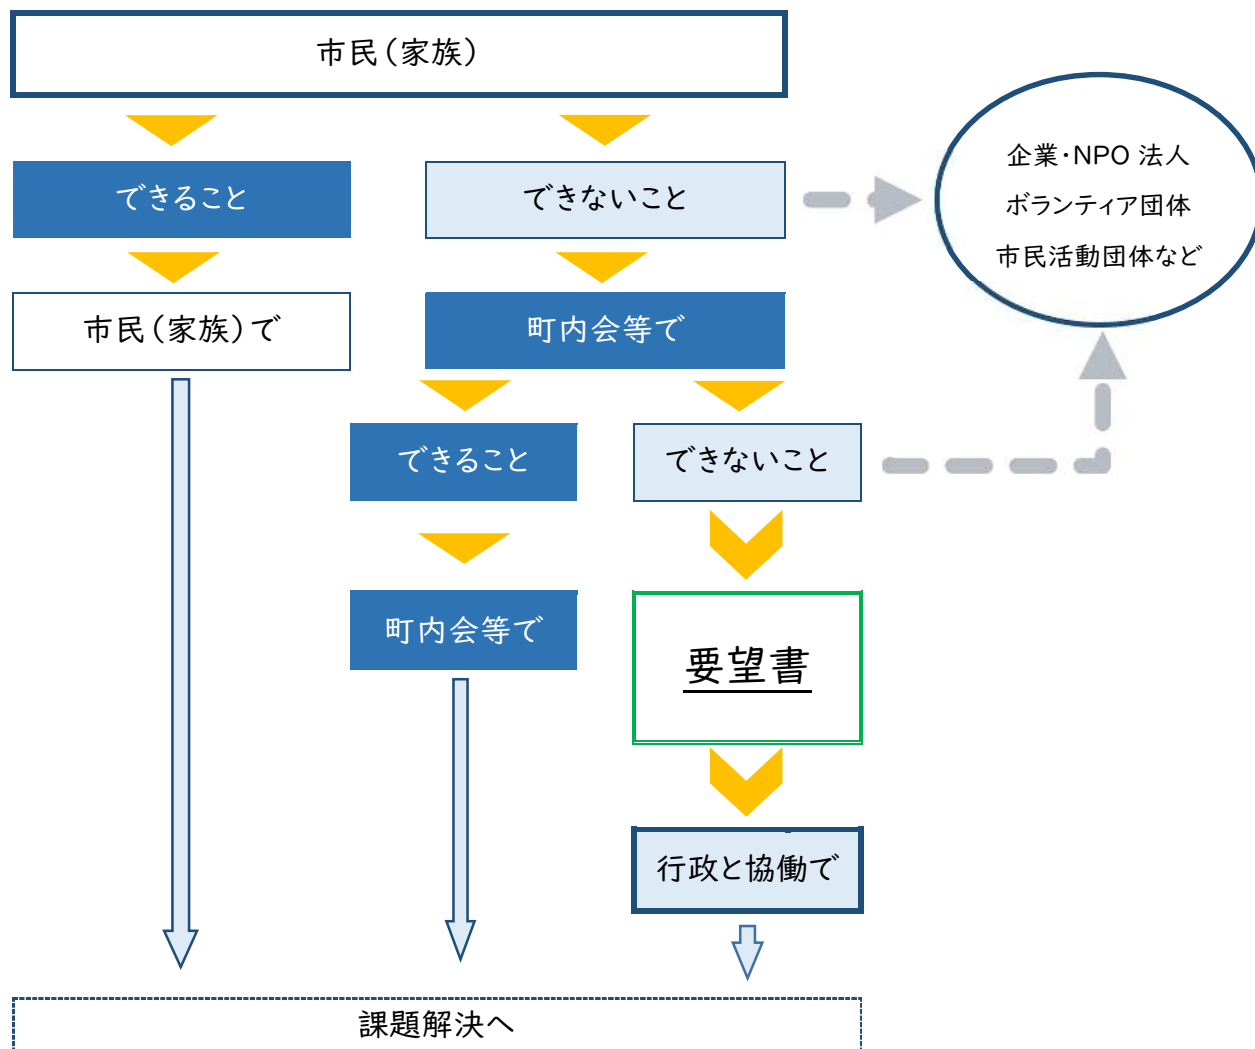 市民（家族）
できること
できないこと
企業・NPO 法人
ボランティア団体
市民活動団体など
市民（家族）で
町内会等で
できること
できないこと
町内会等で
要望書
行政と協働で
課題解決へ